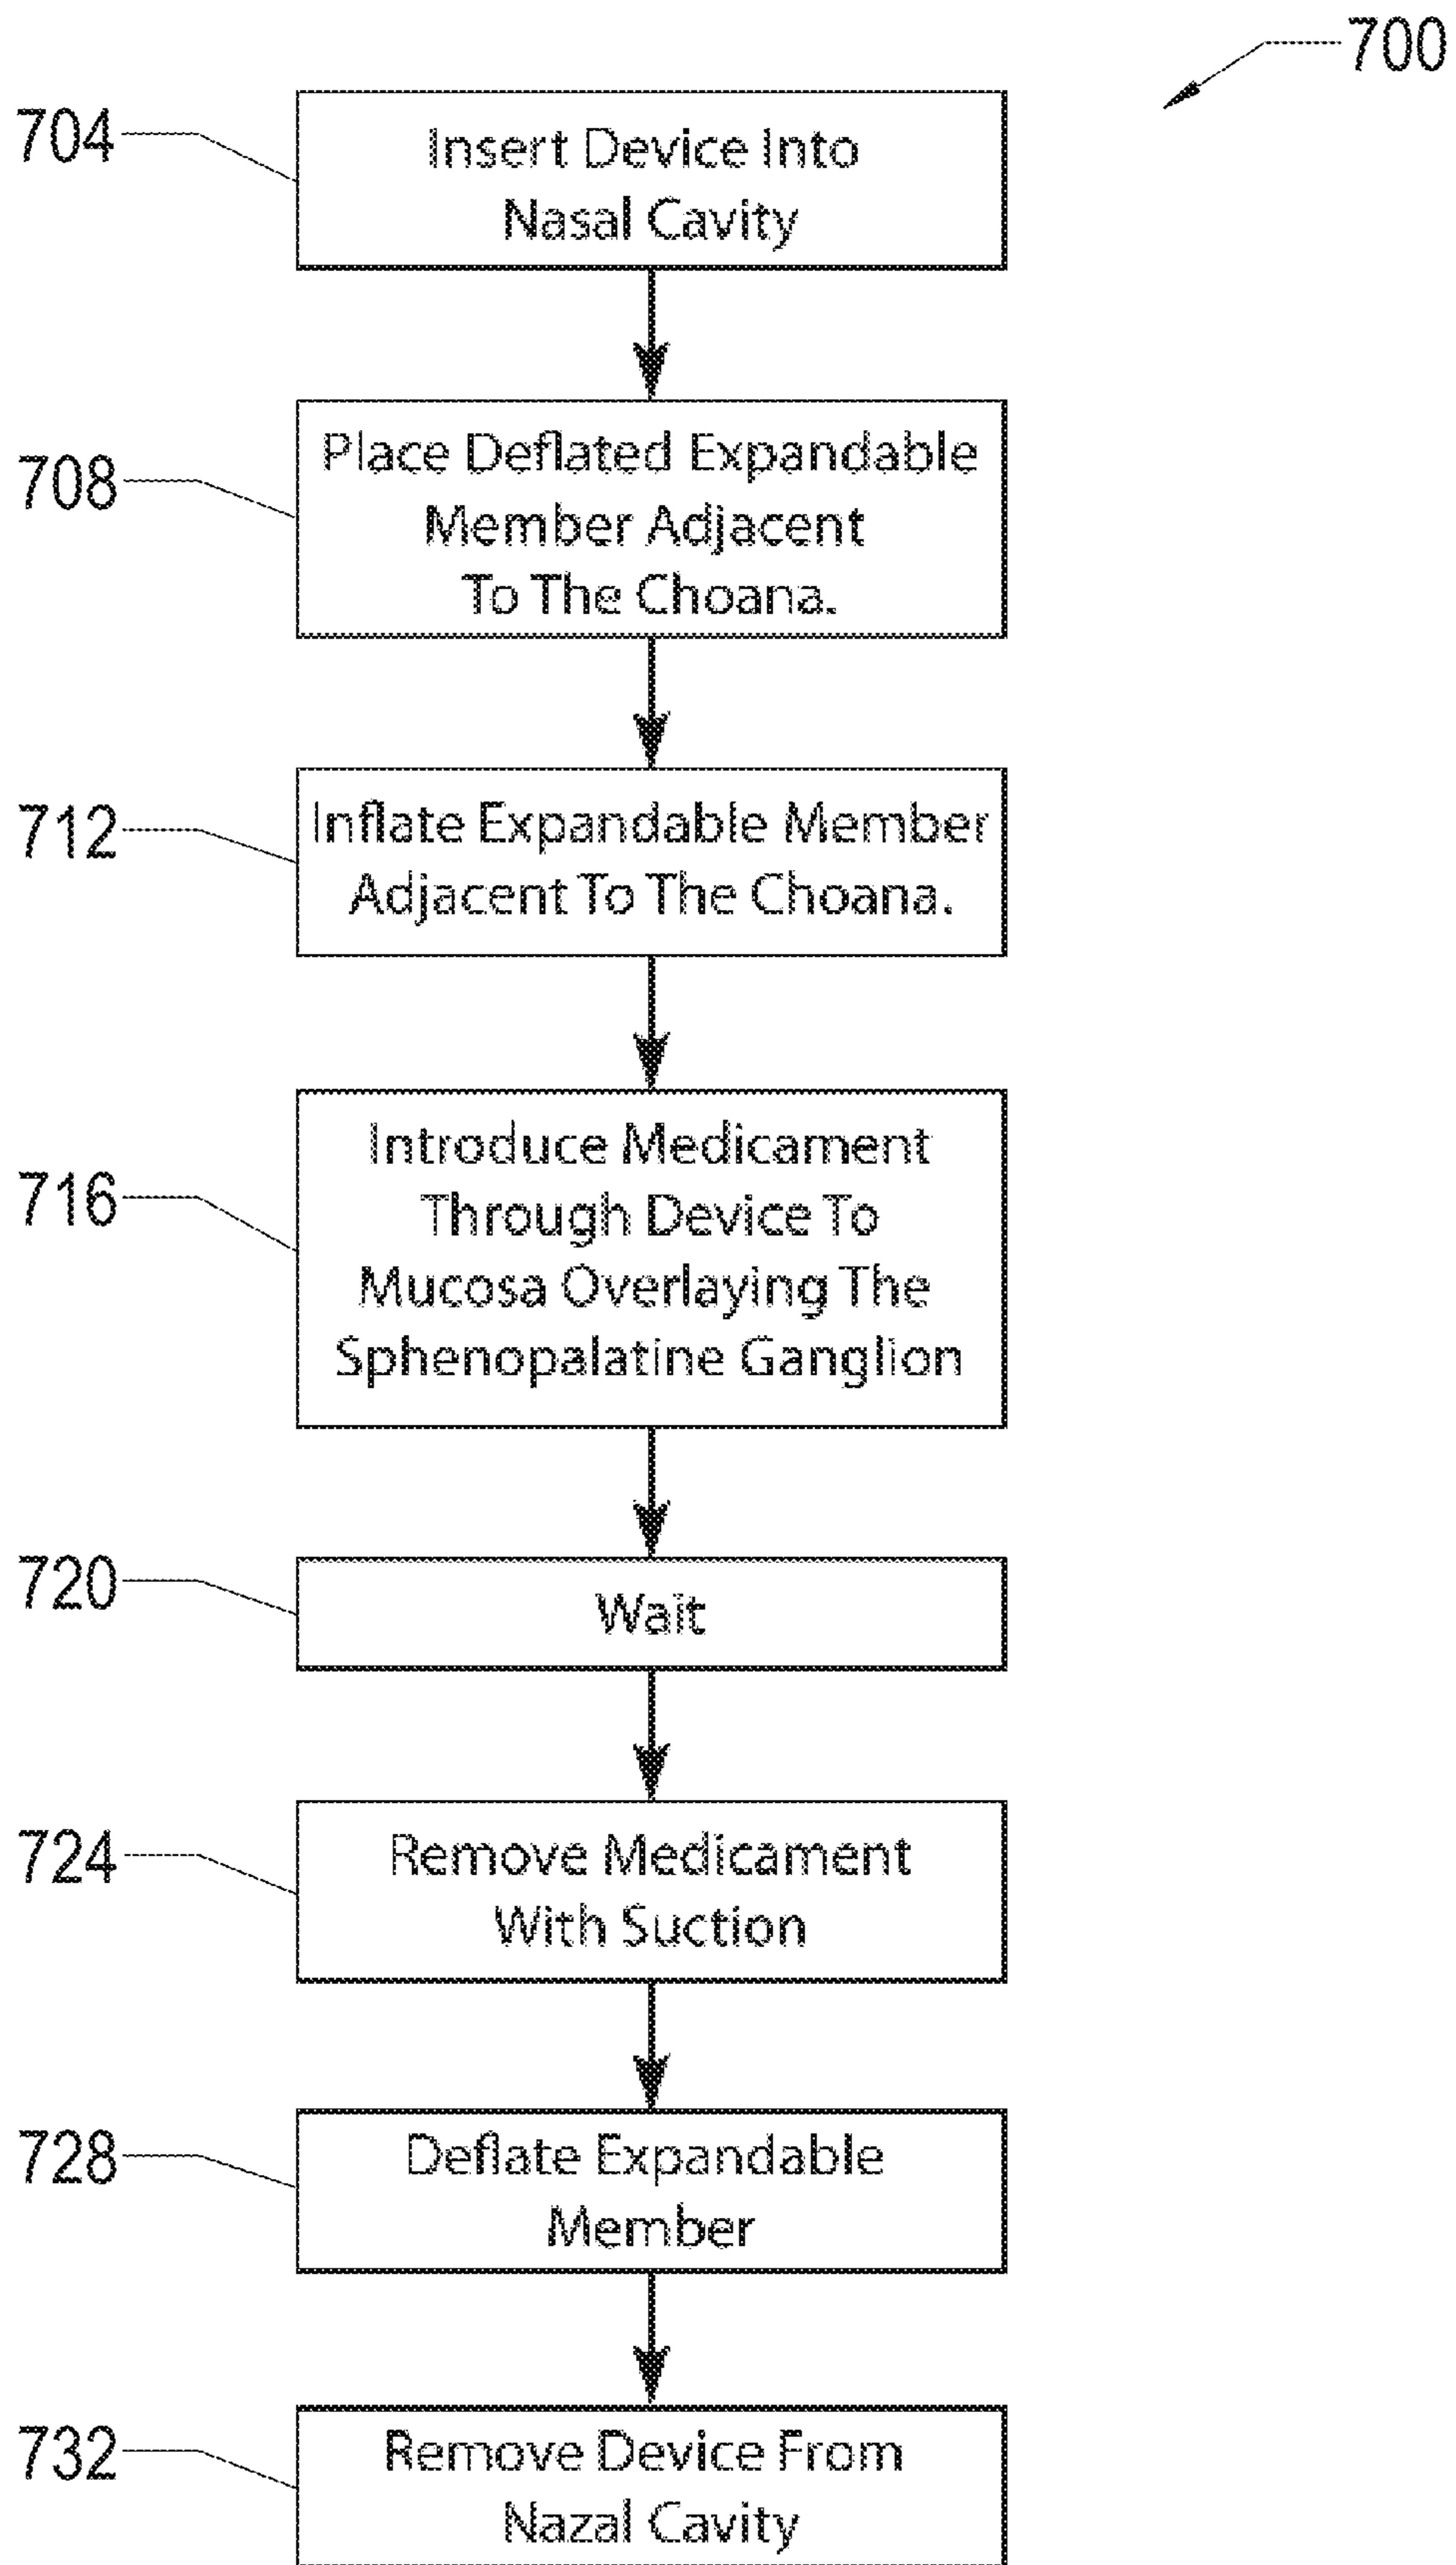 700
704
Insert Device Into
Nasal Cavity
708
Place Deflated Expandable
Member Adjacent
To The Choana.
712
Inflate Expandable Member
Adjacent To The Choana.
716
Introduce Medicament
Through Device To
Mucosa Overlaying The
Sphenopalatine Ganglion
720
Wait
724
Remove Medicament
With Suction
728
Deflate Expandable
Member
732
Remove Device From
Nazal Cavity